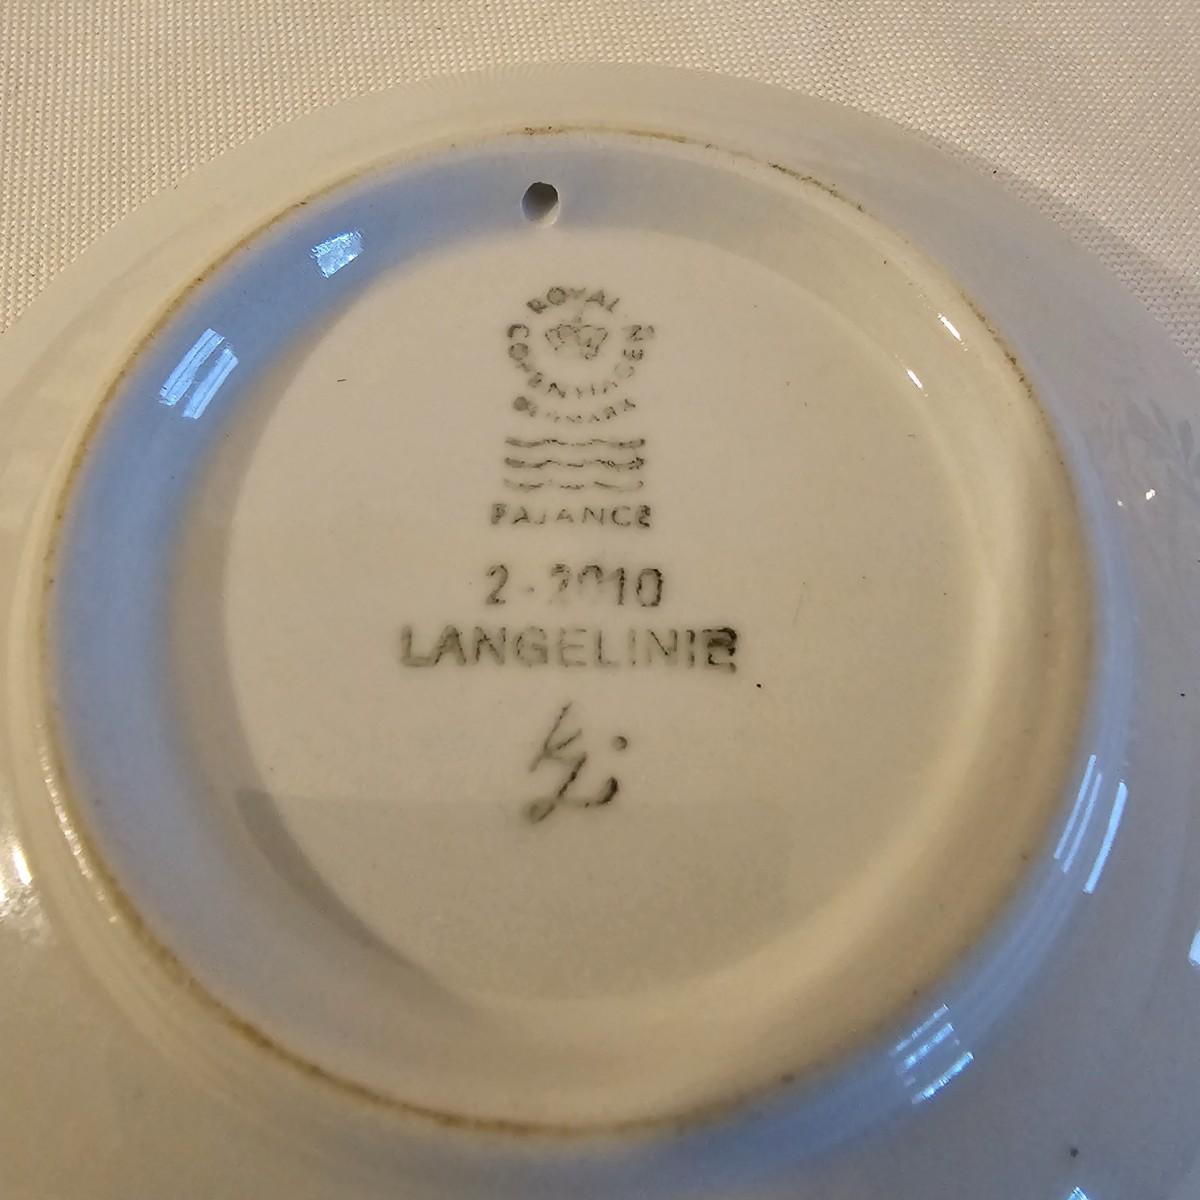 ROYAL COPENHAGEN
DENMARK
FAJANCE
2-2010
LANGELINIE